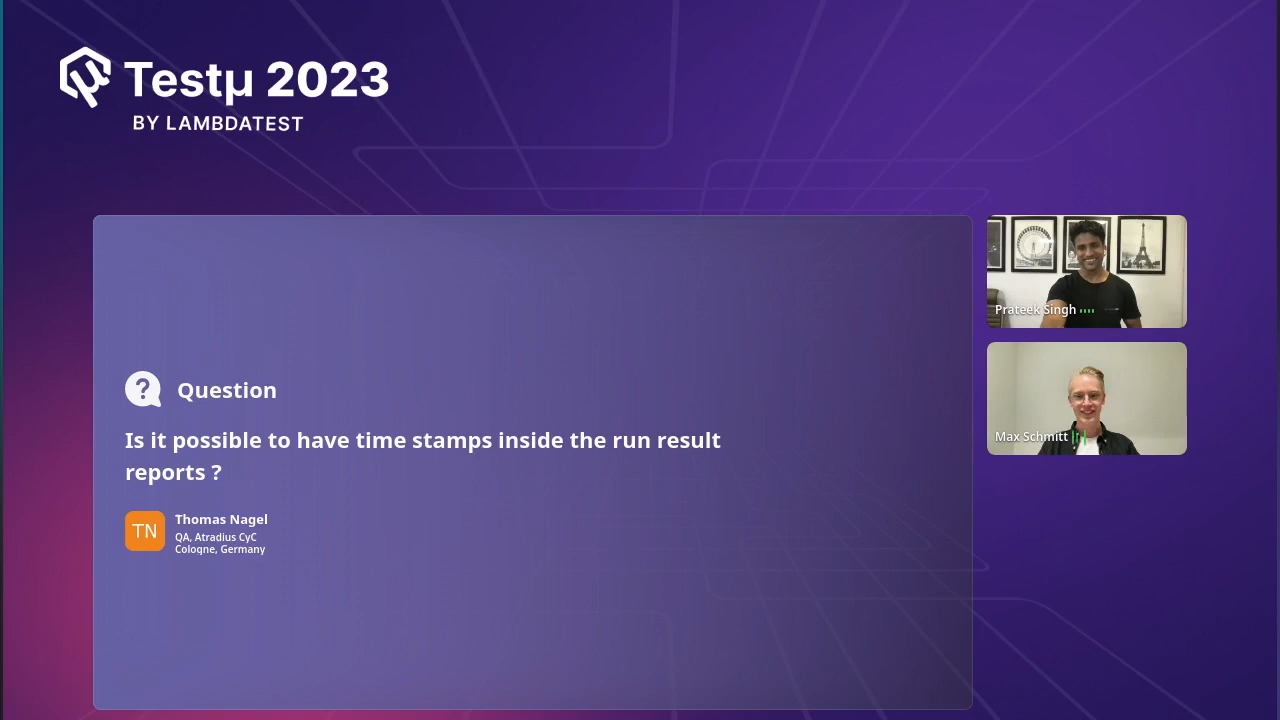 Testμ 2023
BY LAMBDATEST
Question
Is it possible to have time stamps inside the run result
reports ?
TN
Thomas Nagel
QA, Atradius CyC
Cologne, Germany
Prateek Singh
Max Schmitt